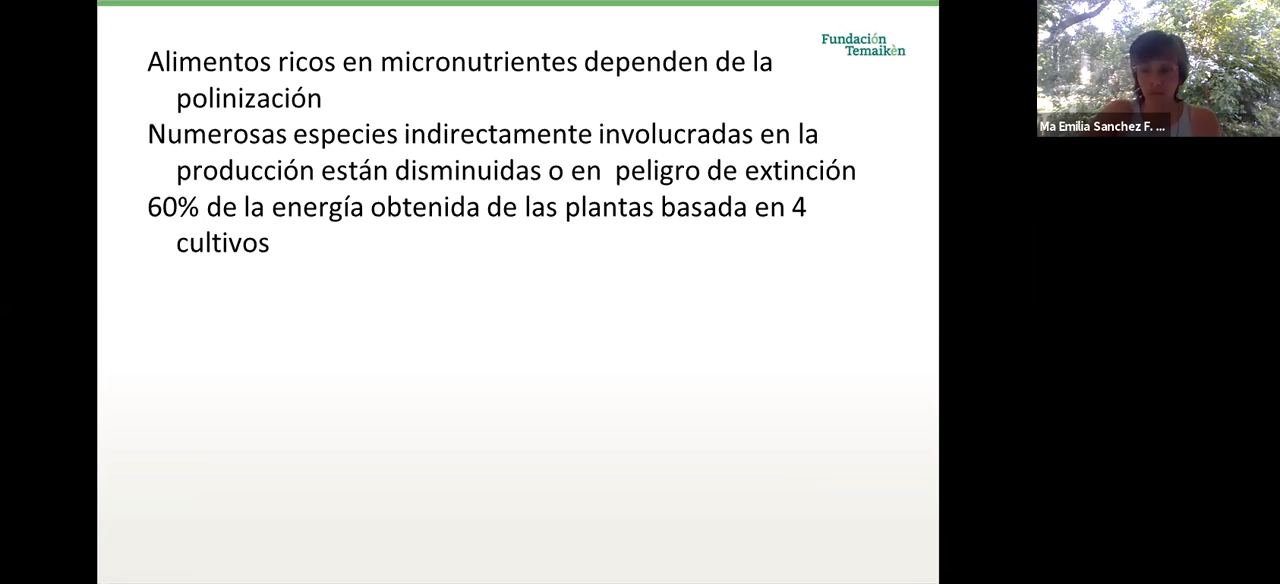 Fundación
Temaikèn
Alimentos ricos en micronutrientes dependen de la
polinización
Numerosas especies indirectamente involucradas en la
producción están disminuidas o en  peligro de extinción
60% de la energía obtenida de las plantas basada en 4
cultivos
Ma Emilia Sanchez F. ...